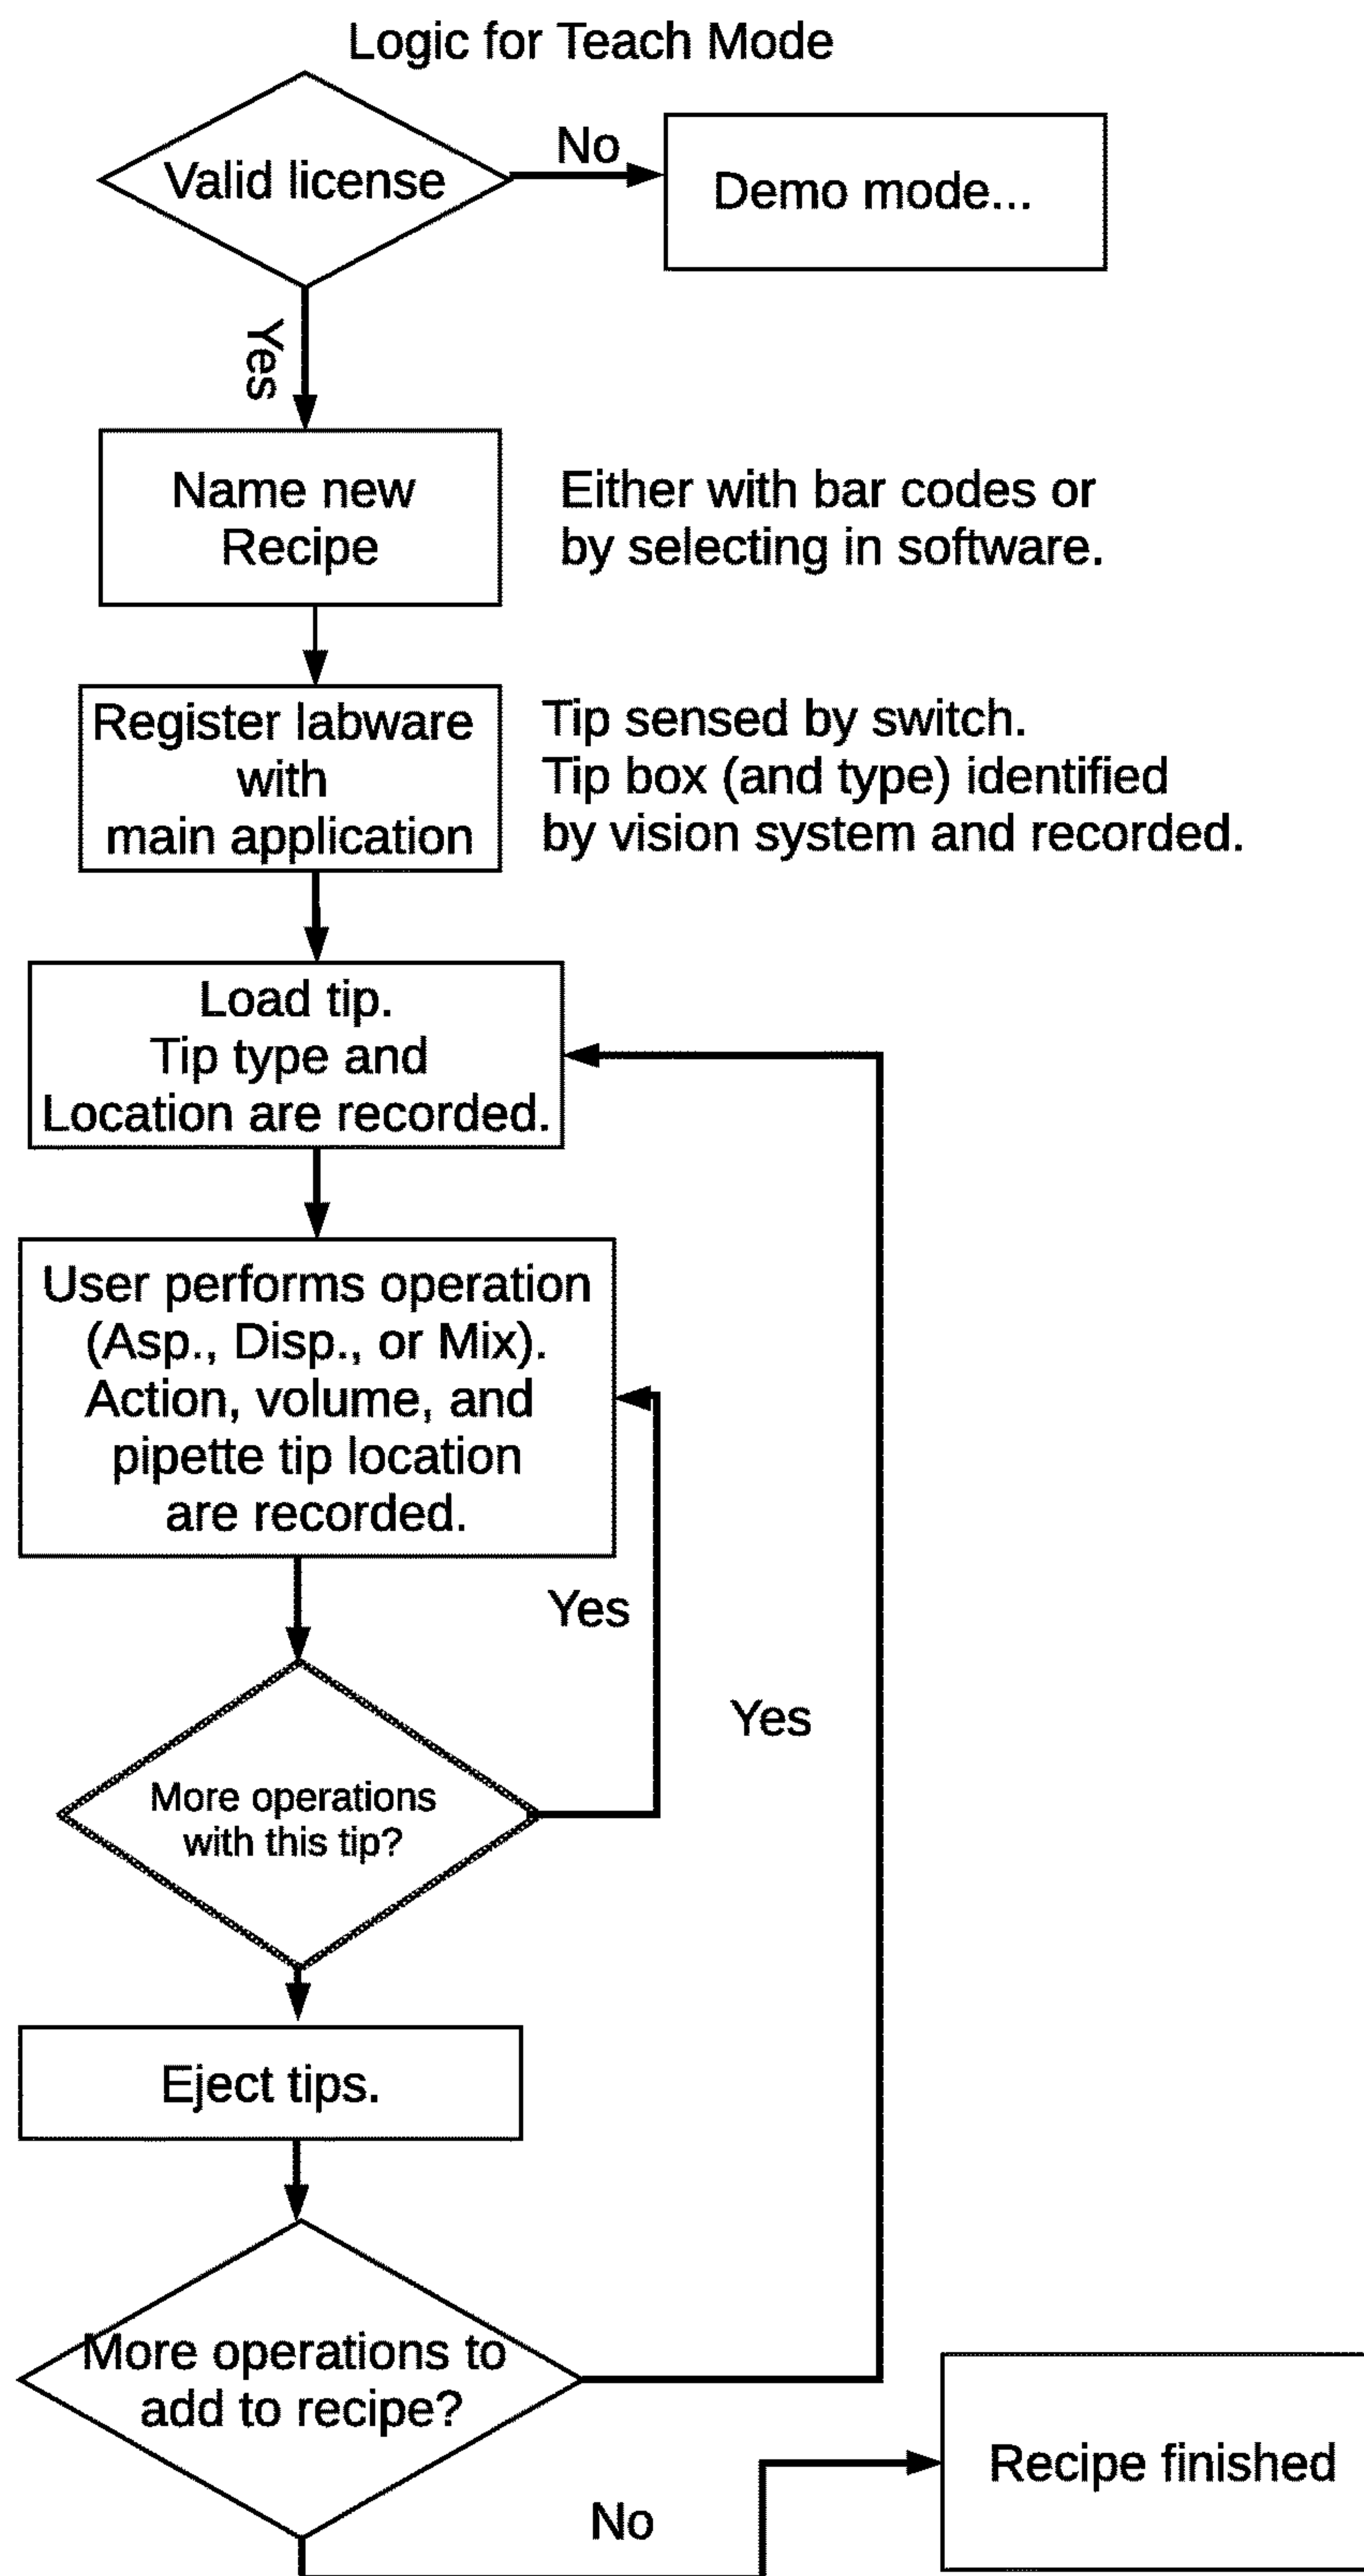 Logic for Teach Mode
Valid license
No
Demo mode...
Yes
Name new
Recipe
Either with bar codes or
by selecting in software.
Register labware
with
main application
Tip sensed by switch.
Tip box (and type) identified
by vision system and recorded.
Load tip.
Tip type and
Location are recorded.
User performs operation
(Asp., Disp., or Mix).
Action, volume, and
pipette tip location
are recorded.
Yes
Yes
More operations
with this tip?
Eject tips.
More operations to
add to recipe?
Recipe finished
No